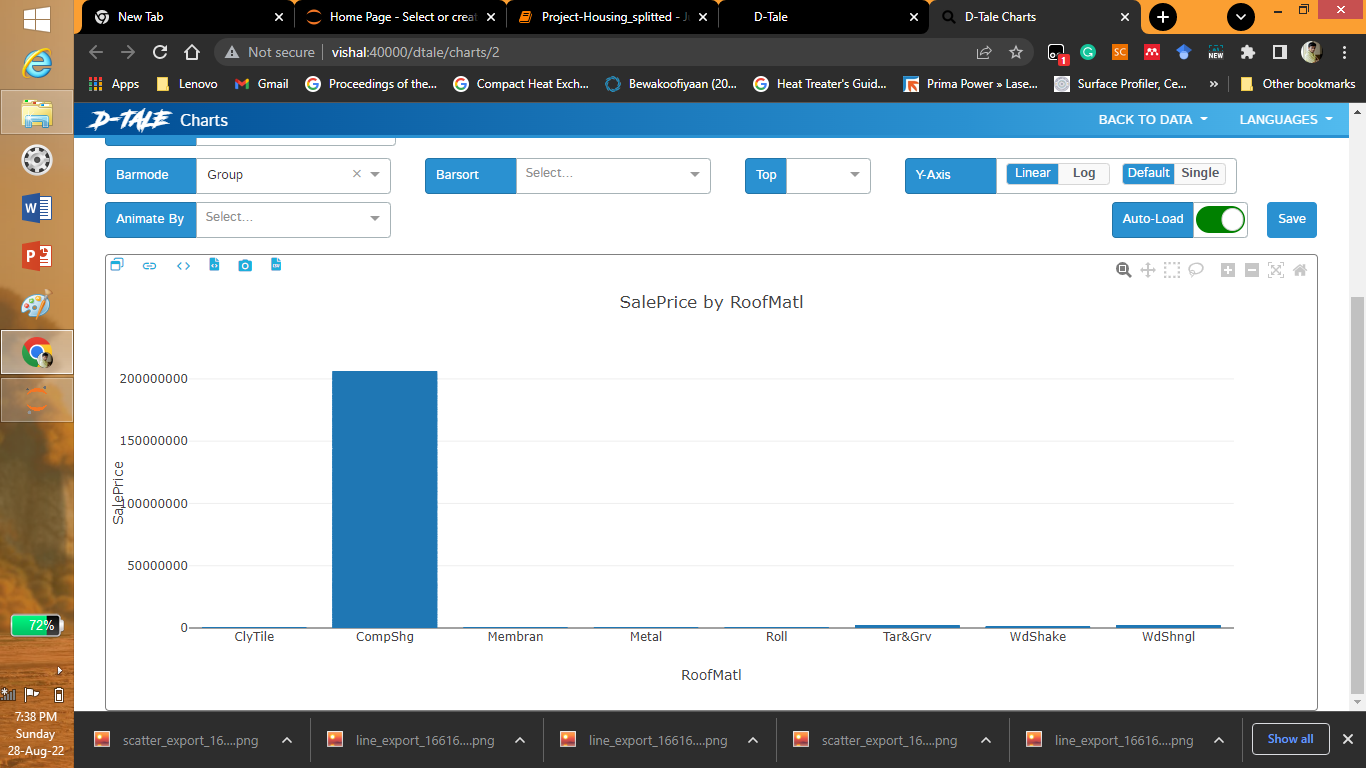 New Tab
Home Page - Select or creat
Project-Housing_splitted - Ju
D-Tale
D-Tale Charts
Not secure | vishal:40000/dtale/charts/2
SC
NEW
1
Apps
Lenovo
Gmail
Proceedings of the...
Compact Heat Exch...
Bewakoofiyaan (20...
Heat Treater's Guid...
Prima Power » Lase...
Surface Profiler, Ce...
»
Other bookmarks
D-TALE Charts
BACK TO DATA
LANGUAGES
Barmode Group ×
Barsort Select...
Top
Y-Axis Linear Log Default Single
Animate By Select...
Auto-Load
Save
SalePrice by RoofMatl
SalePrice
200000000
150000000
100000000
50000000
0
ClyTile CompShg Membran Metal Roll Tar&Grv WdShake WdShngl
RoofMatl
72%
7:38 PM
Sunday
28-Aug-22
scatter_export_16....png
line_export_16616....png
line_export_16616....png
scatter_export_16....png
line_export_16616....png
Show all